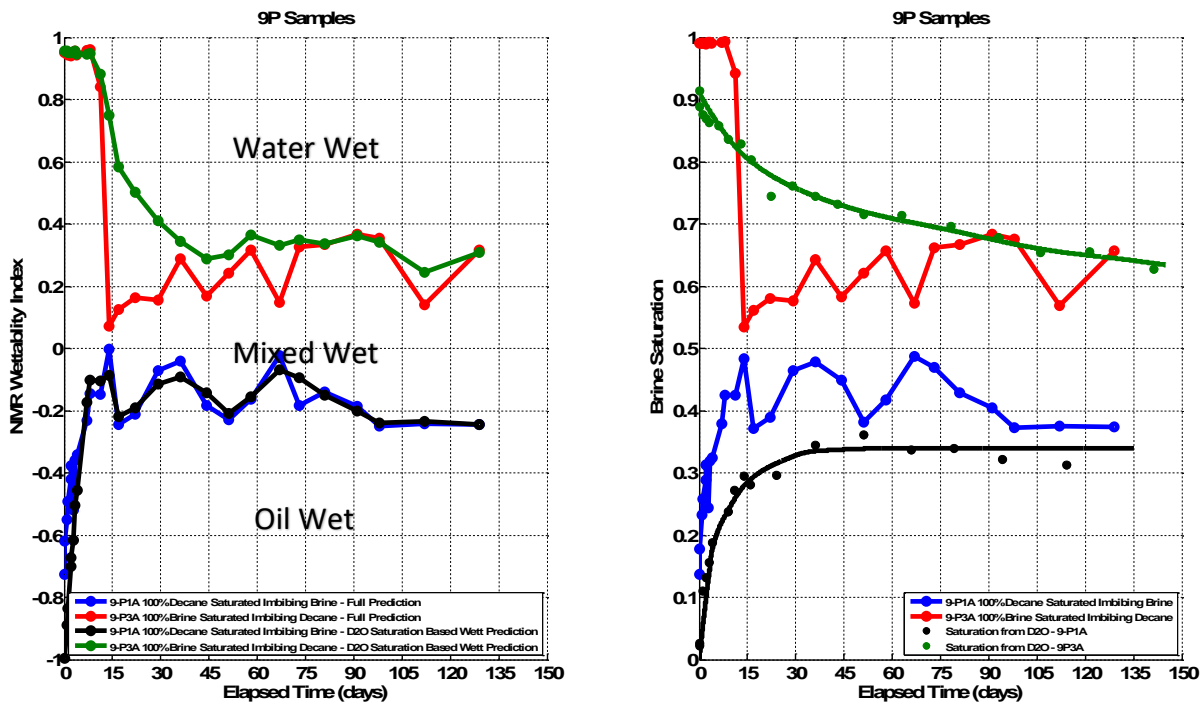 9P Samples
1
0.8
0.6
0.4
0.2
0
-0.2
-0.4
-0.6
-0.8
-1
NMR Wettability Index
Water Wet
Mixed Wet
Oil Wet
9-P1A 100%Decane Saturated Imbibing Brine - Full Prediction
9-P3A 100%Brine Saturated Imbibing Decane - Full Prediction
9-P1A 100%Decane Saturated Imbibing Brine - D2O Saturation Based Wett Prediction
9-P3A 100%Brine Saturated Imbibing Decane - D2O Saturation Based Wett Prediction
0 15 30 45 60 75 90 105 120 135 150
Elapsed Time (days)
9P Samples
1
0.9
0.8
0.7
0.6
0.5
0.4
0.3
0.2
0.1
0
Brine Saturation
9-P1A 100%Decane Saturated Imbibing Brine
9-P3A 100%Brine Saturated Imbibing Decane
Saturation from D2O - 9-P1A
Saturation from D2O - 9P3A
0 15 30 45 60 75 90 105 120 135 150
Elapsed Time (days)